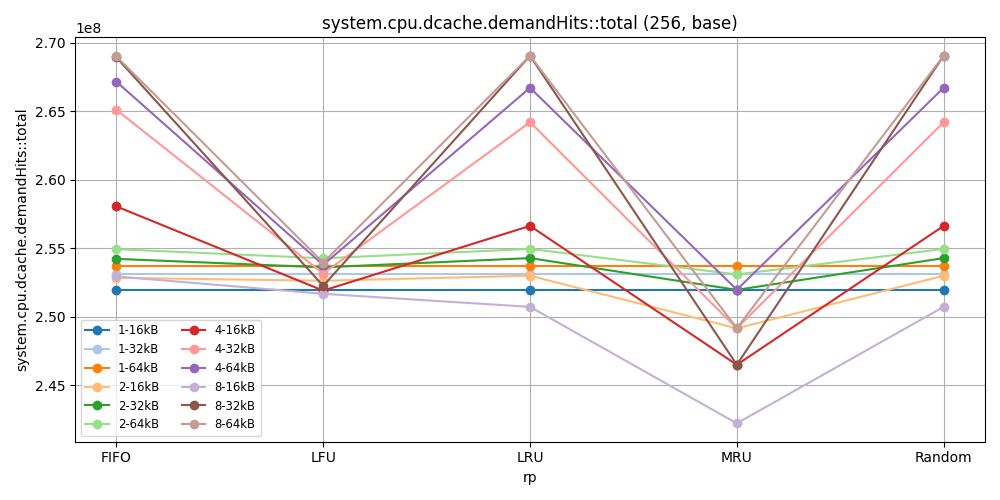 system.cpu.dcache.demandHits::total (256, base)
1e8
2.70
2.65
2.60
2.55
2.50
2.45
system.cpu.dcache.demandHits::total
1-16kB
1-32kB
1-64kB
2-16kB
2-32kB
2-64kB
4-16kB
4-32kB
4-64kB
8-16kB
8-32kB
8-64kB
FIFO LFU LRU MRU Random
rp